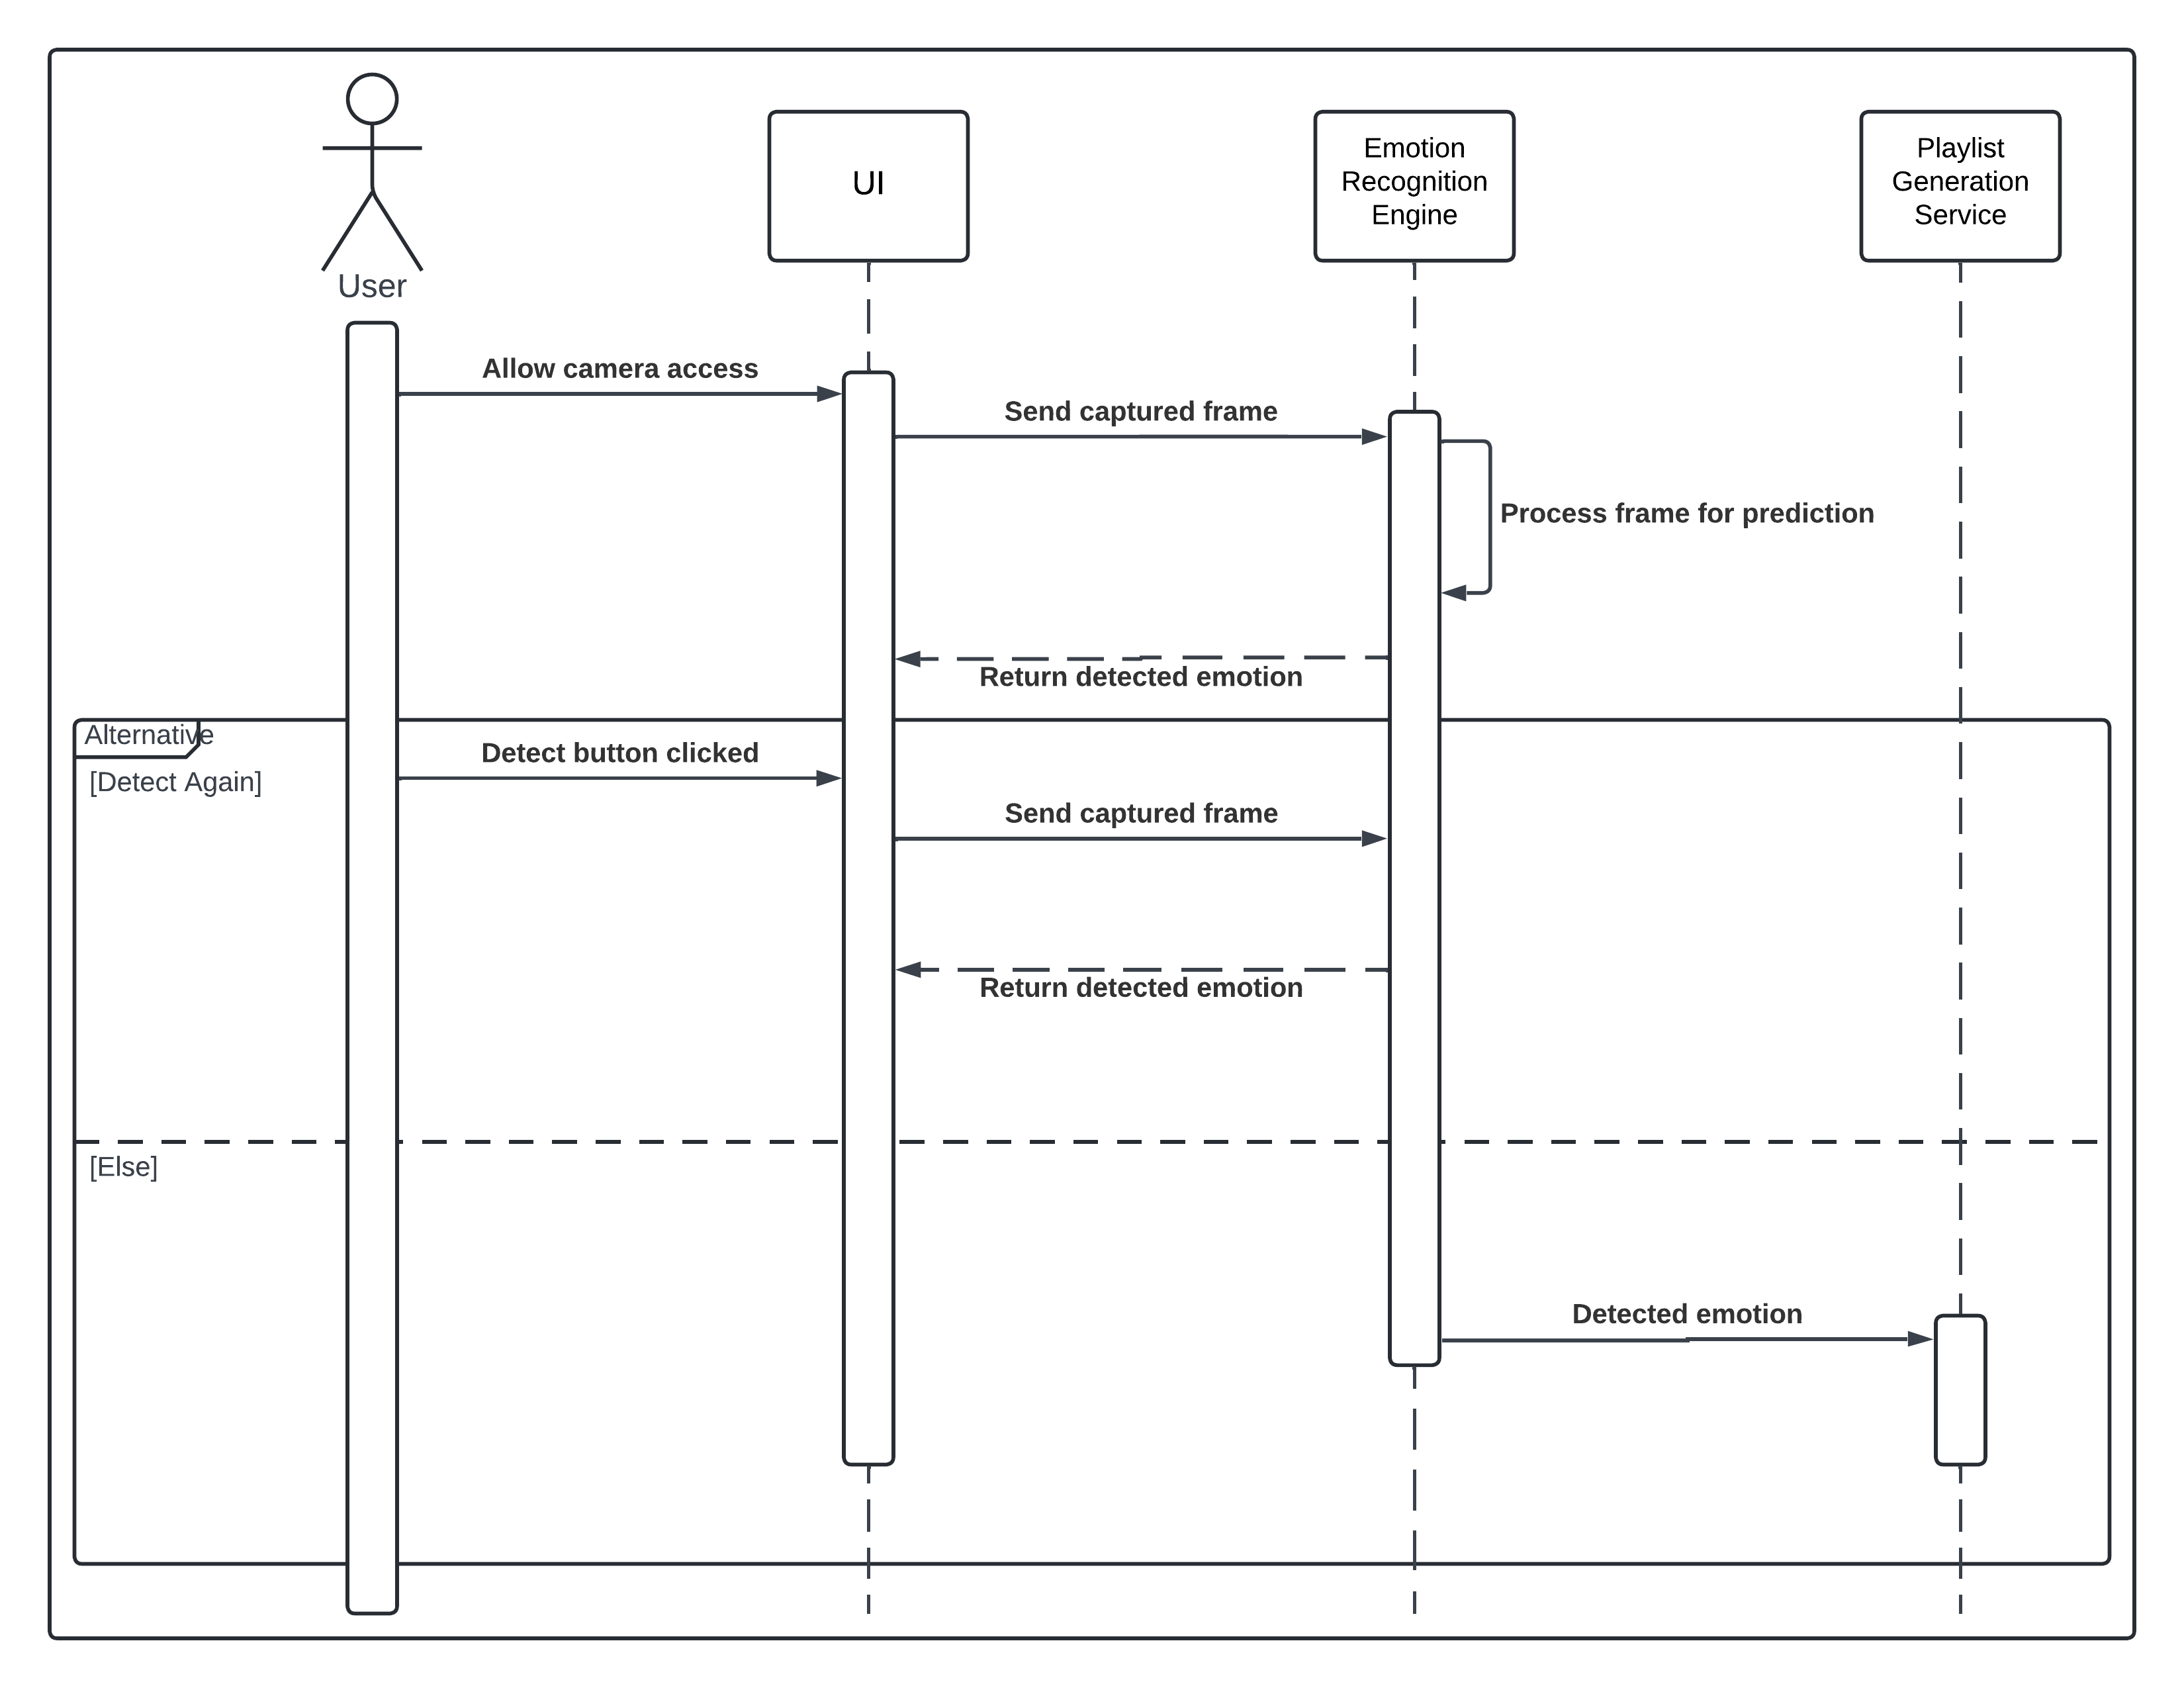 User
UI
Emotion
Recognition
Engine
Playlist
Generation
Service
Allow camera access
Send captured frame
Process frame for prediction
Return detected emotion
Alternative
[Detect Again]
Detect button clicked
Send captured frame
Return detected emotion
[Else]
Detected emotion